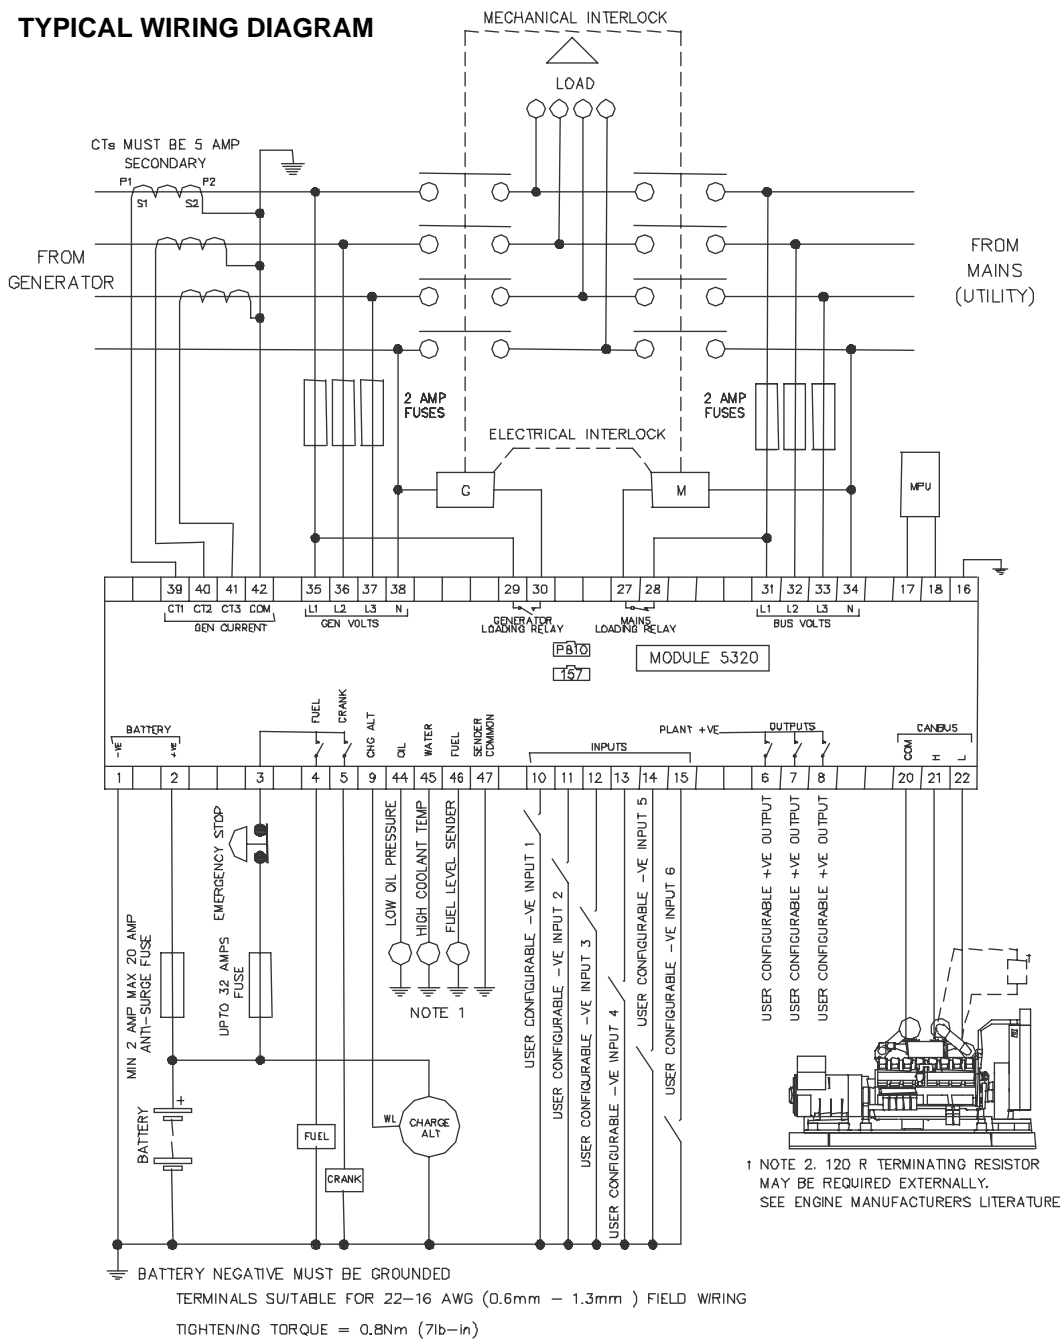 TYPICAL WIRING DIAGRAM
MECHANICAL INTERLOCK
LOAD
CTs MUST BE 5 AMP
SECONDARY
P1 P2
S1 S2
FROM
GENERATOR
FROM
MAINS
(UTILITY)
2 AMP
FUSES
2 AMP
FUSES
ELECTRICAL INTERLOCK
G
M
MPU
39 40 41 42 35 36 37 38 29 30 27 28 31 32 33 34 17 18 16
CT1 CT2 CT3 COM
GEN CURRENT
L1 L2 L3 N
GEN VOLTS
GENERATOR
LOADING RELAY
MAINS
LOADING RELAY
L1 L2 L3 N
BUS VOLTS
P810
157
MODULE 5320
BATTERY
-VE
+VE
FUEL
CRANK
CHG ALT
OIL
WATER
FUEL
SENDER
COMMON
INPUTS
PLANT +VE
OUTPUTS
CANBUS
COM
H
L
1 2 3 4 5 9 44 45 46 47 10 11 12 13 14 15 6 7 8 20 21 22
MIN 2 AMP MAX 20 AMP
ANTI-SURGE FUSE
EMERGENCY STOP
UPTO 32 AMPS
FUSE
LOW OIL PRESSURE
HIGH COOLANT TEMP
FUEL LEVEL SENDER
NOTE 1
USER CONFIGURABLE -VE INPUT 1
USER CONFIGURABLE -VE INPUT 2
USER CONFIGURABLE -VE INPUT 3
USER CONFIGURABLE -VE INPUT 4
USER CONFIGURABLE -VE INPUT 5
USER CONFIGURABLE -VE INPUT 6
USER CONFIGURABLE +VE OUTPUT
USER CONFIGURABLE +VE OUTPUT
USER CONFIGURABLE +VE OUTPUT
BATTERY
+
FUEL
CRANK
WL
CHARGE
ALT
† NOTE 2. 120 R TERMINATING RESISTOR
MAY BE REQUIRED EXTERNALLY.
SEE ENGINE MANUFACTURERS LITERATURE
BATTERY NEGATIVE MUST BE GROUNDED
TERMINALS SUITABLE FOR 22-16 AWG (0.6mm - 1.3mm ) FIELD WIRING
TIGHTENING TORQUE = 0.8Nm (7lb-in)